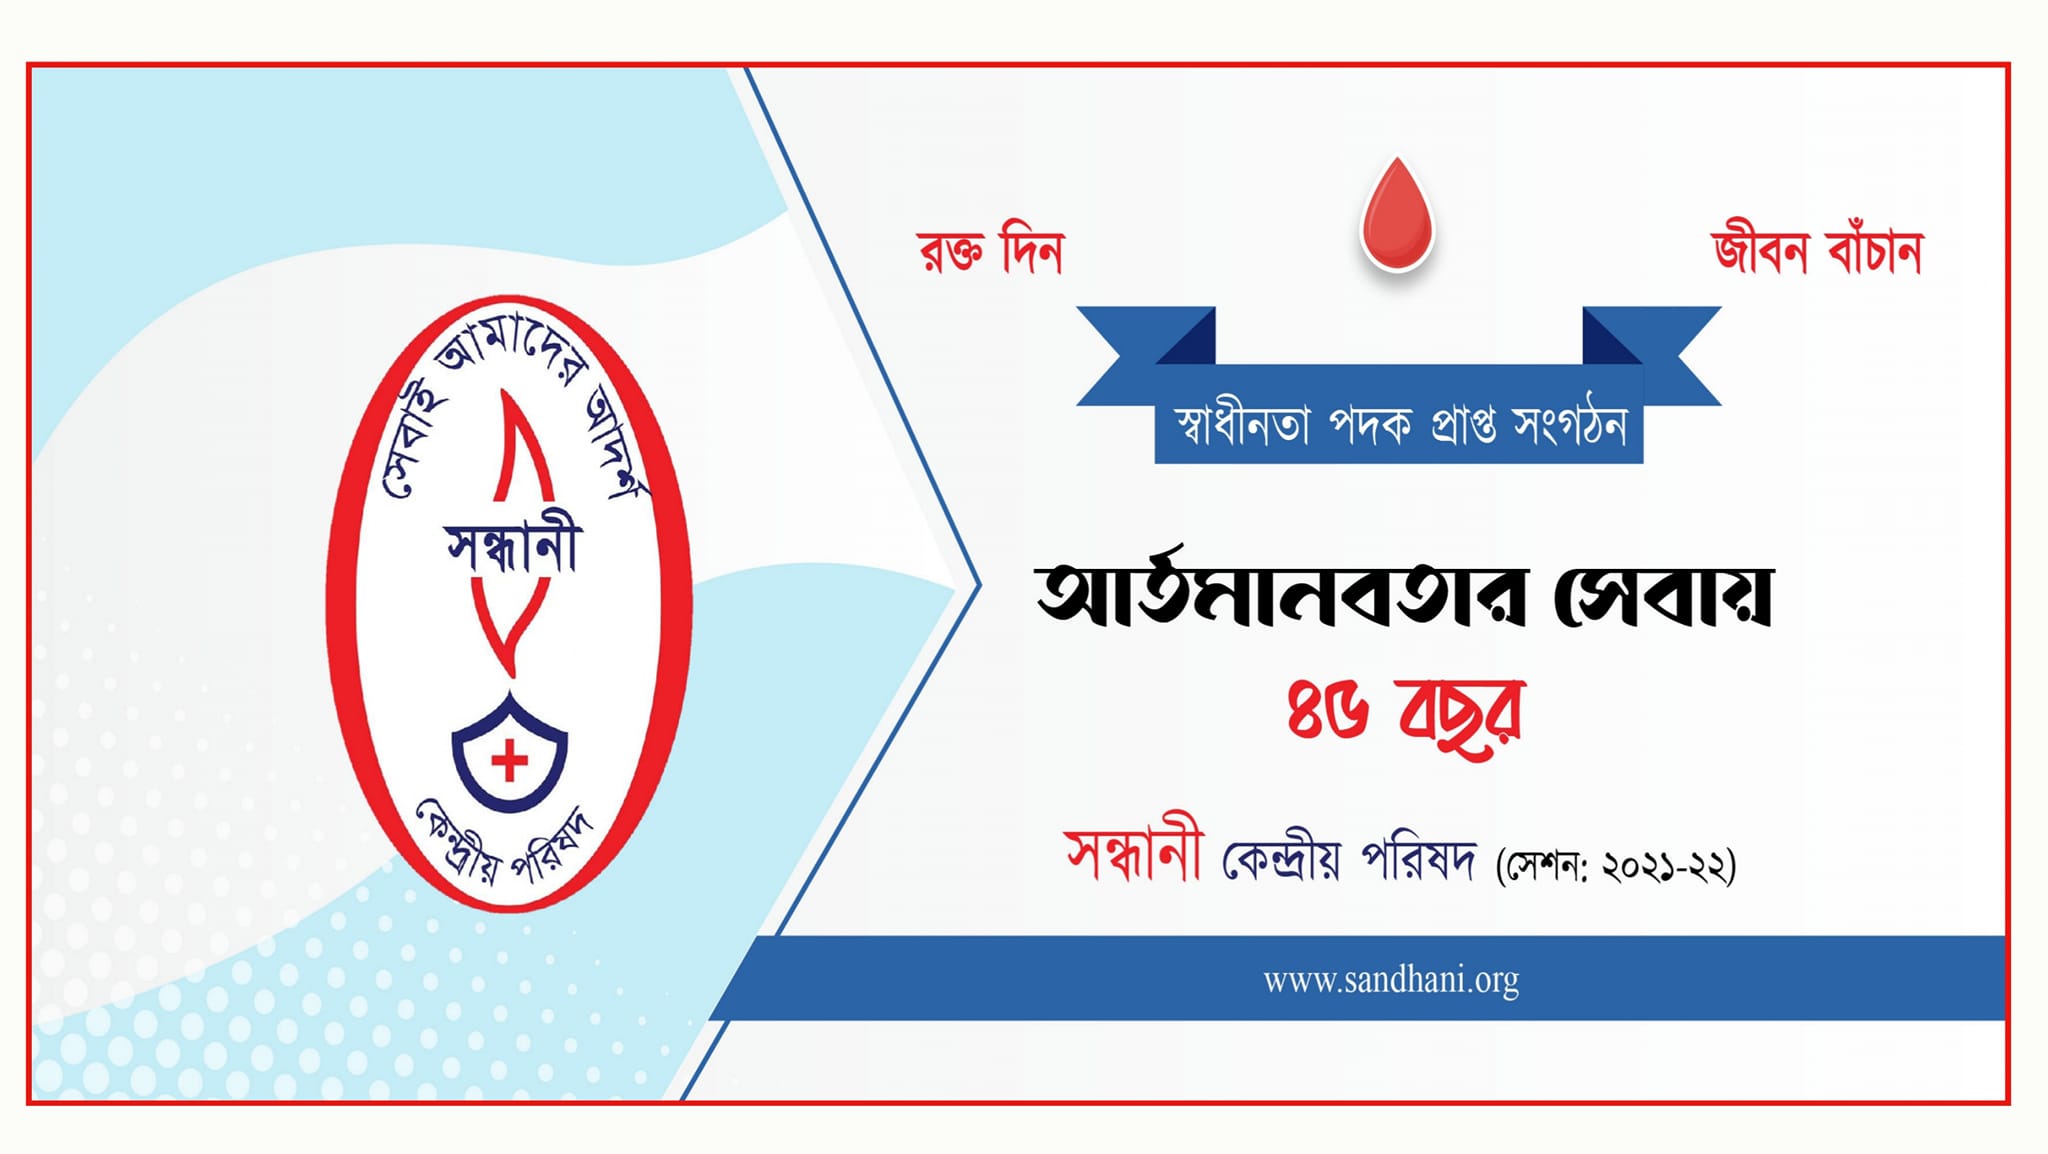 সেবাই আমাদের আদর্শ
সন্ধানী
কেন্দ্রীয় পরিষদ
রক্ত দিন
জীবন বাঁচান
স্বাধীনতা পদক প্রাপ্ত সংগঠন
আর্তমানবতার সেবায়
৪৫ বছর
সন্ধানী কেন্দ্রীয় পরিষদ (সেশন: ২০২১-২২)
www.sandhani.org